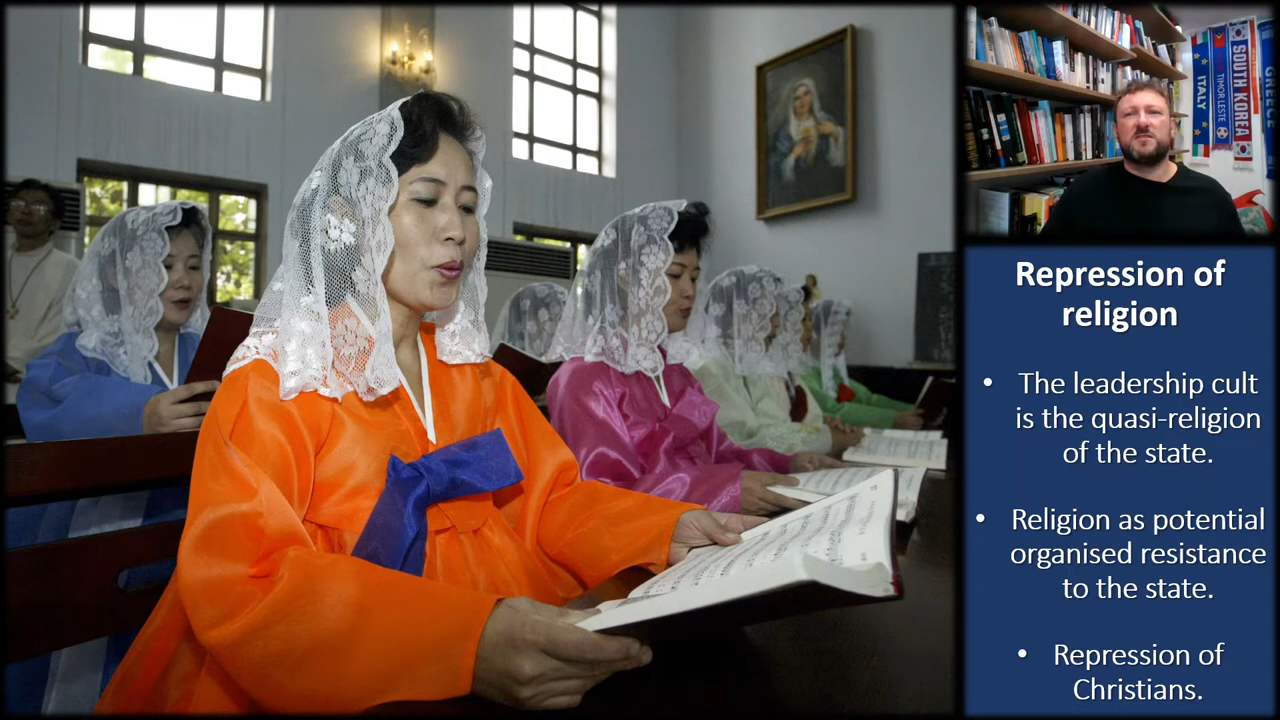 ITALY
TIMOR LESTE
SOUTH KOREA
GREECE
Repression of
religion
• The leadership cult
is the quasi-religion
of the state.
• Religion as potential
organised resistance
to the state.
• Repression of
Christians.